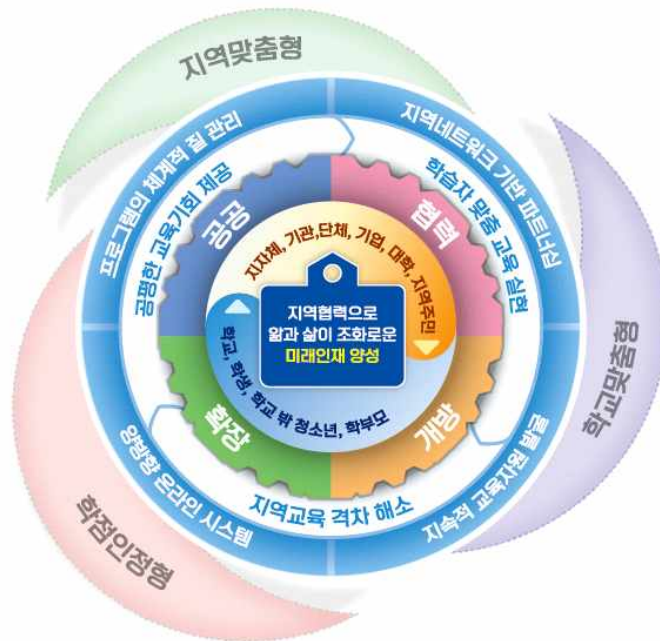 지역맞춤형
프로그램의 체계적 질 관리
지역네트워크 기반 파트너십
공평한 교육기회 제공
학습자 맞춤 교육 실현
공공
협력
지자체, 기관,단체, 기업, 대학, 지역주민
지역협력으로
앎과 삶이 조화로운
미래인재 양성
학교, 학생, 학교 밖 청소년, 학부모
확장
개방
지역교육 격차 해소
양방향 온라인 시스템
지속적 교육자원 발굴
학교맞춤형
학점인정형